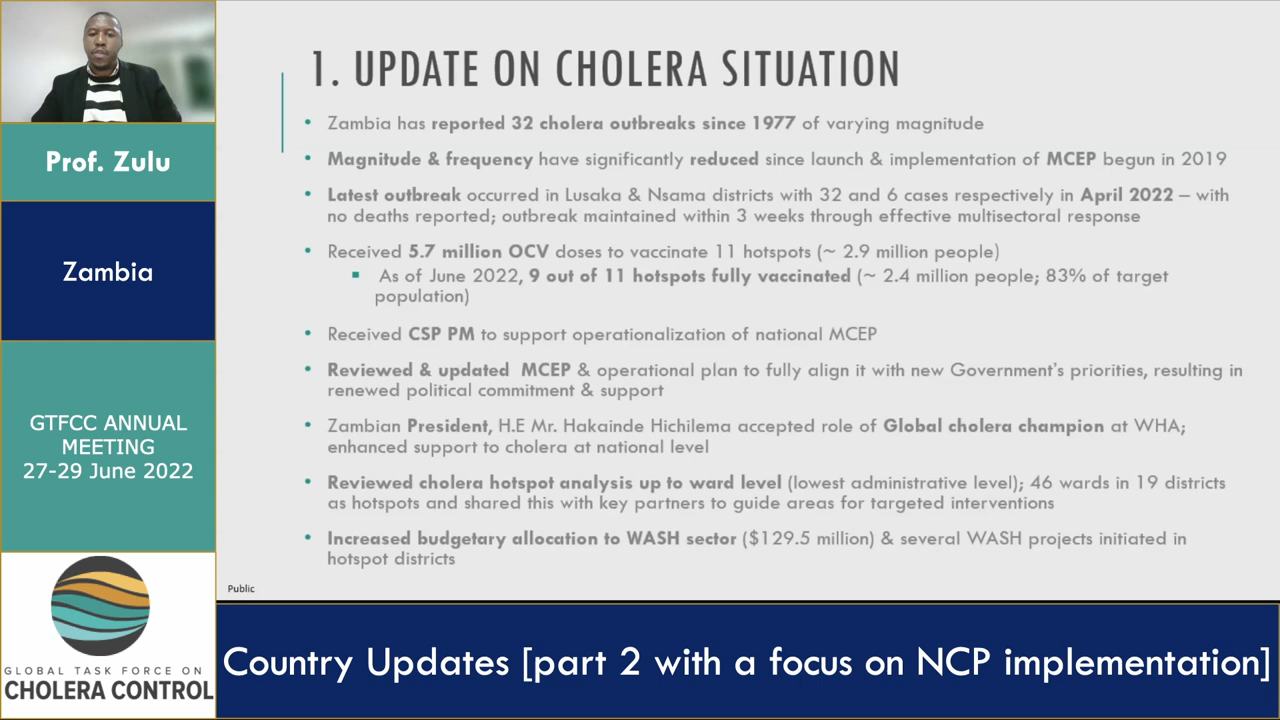 Prof. Zulu
Zambia
GTFCC ANNUAL
MEETING
27-29 June 2022
GLOBAL TASK FORCE ON
CHOLERA CONTROL
1. UPDATE ON CHOLERA SITUATION
• Zambia has reported 32 cholera outbreaks since 1977 of varying magnitude
• Magnitude & frequency have significantly reduced since launch & implementation of MCEP begun in 2019
• Latest outbreak occurred in Lusaka & Nsama districts with 32 and 6 cases respectively in April 2022 – with
no deaths reported; outbreak maintained within 3 weeks through effective multisectoral response
• Received 5.7 million OCV doses to vaccinate 11 hotspots (~ 2.9 million people)
▪ As of June 2022, 9 out of 11 hotspots fully vaccinated (~ 2.4 million people; 83% of target
population)
• Received CSP PM to support operationalization of national MCEP
• Reviewed & updated MCEP & operational plan to fully align it with new Government's priorities, resulting in
renewed political commitment & support
• Zambian President, H.E Mr. Hakainde Hichilema accepted role of Global cholera champion at WHA;
enhanced support to cholera at national level
• Reviewed cholera hotspot analysis up to ward level (lowest administrative level); 46 wards in 19 districts
as hotspots and shared this with key partners to guide areas for targeted interventions
• Increased budgetary allocation to WASH sector ($129.5 million) & several WASH projects initiated in
hotspot districts
Public
Country Updates [part 2 with a focus on NCP implementation]